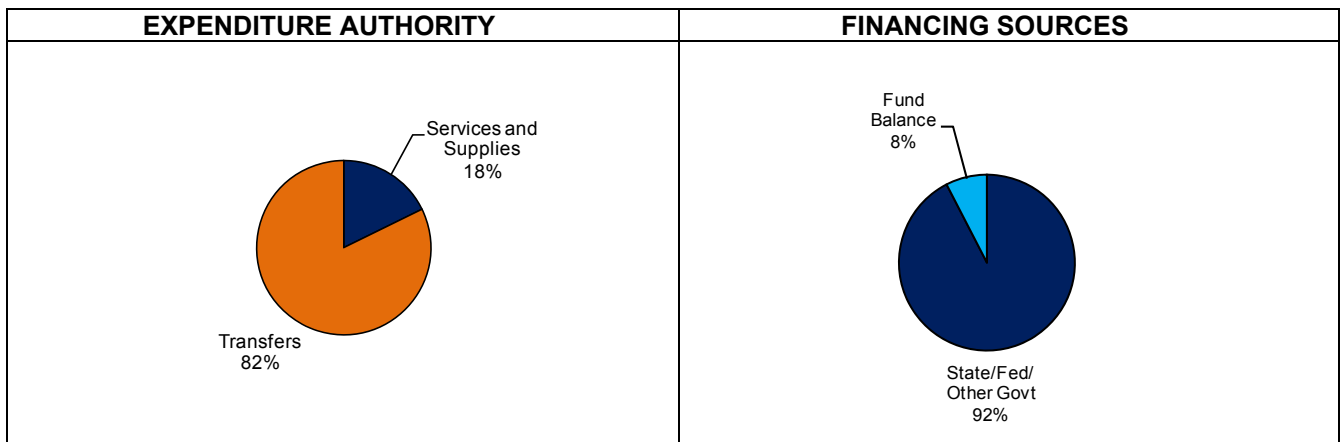 EXPENDITURE AUTHORITY
Services and
Supplies
18%
Transfers
82%
FINANCING SOURCES
Fund
Balance
8%
State/Fed/
Other Govt
92%